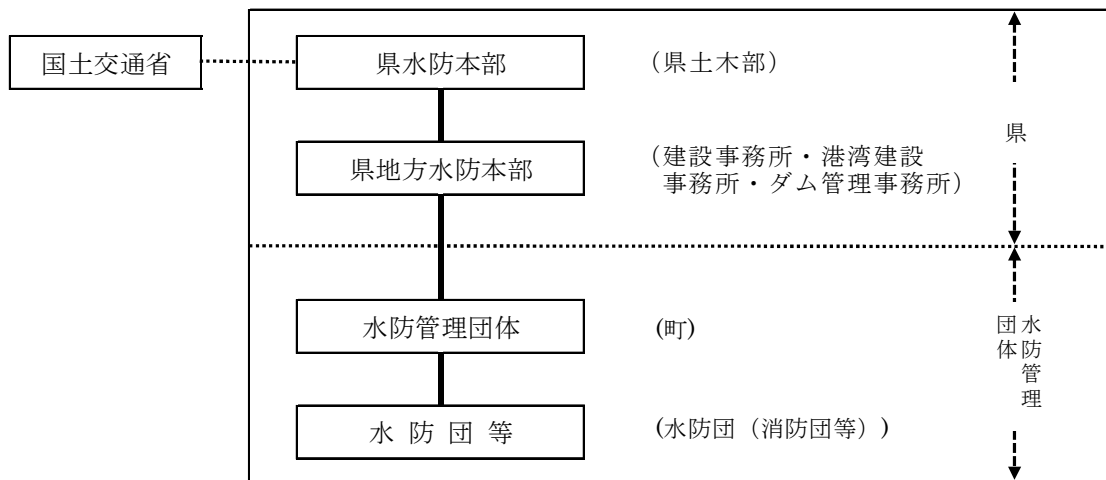 国土交通省
県水防本部
（県土木部）
県地方水防本部
（建設事務所・港湾建設
事務所・ダム管理事務所）
県
水防管理団体
(町)
水防管理
団体
水 防 団 等
(水防団（消防団等）)